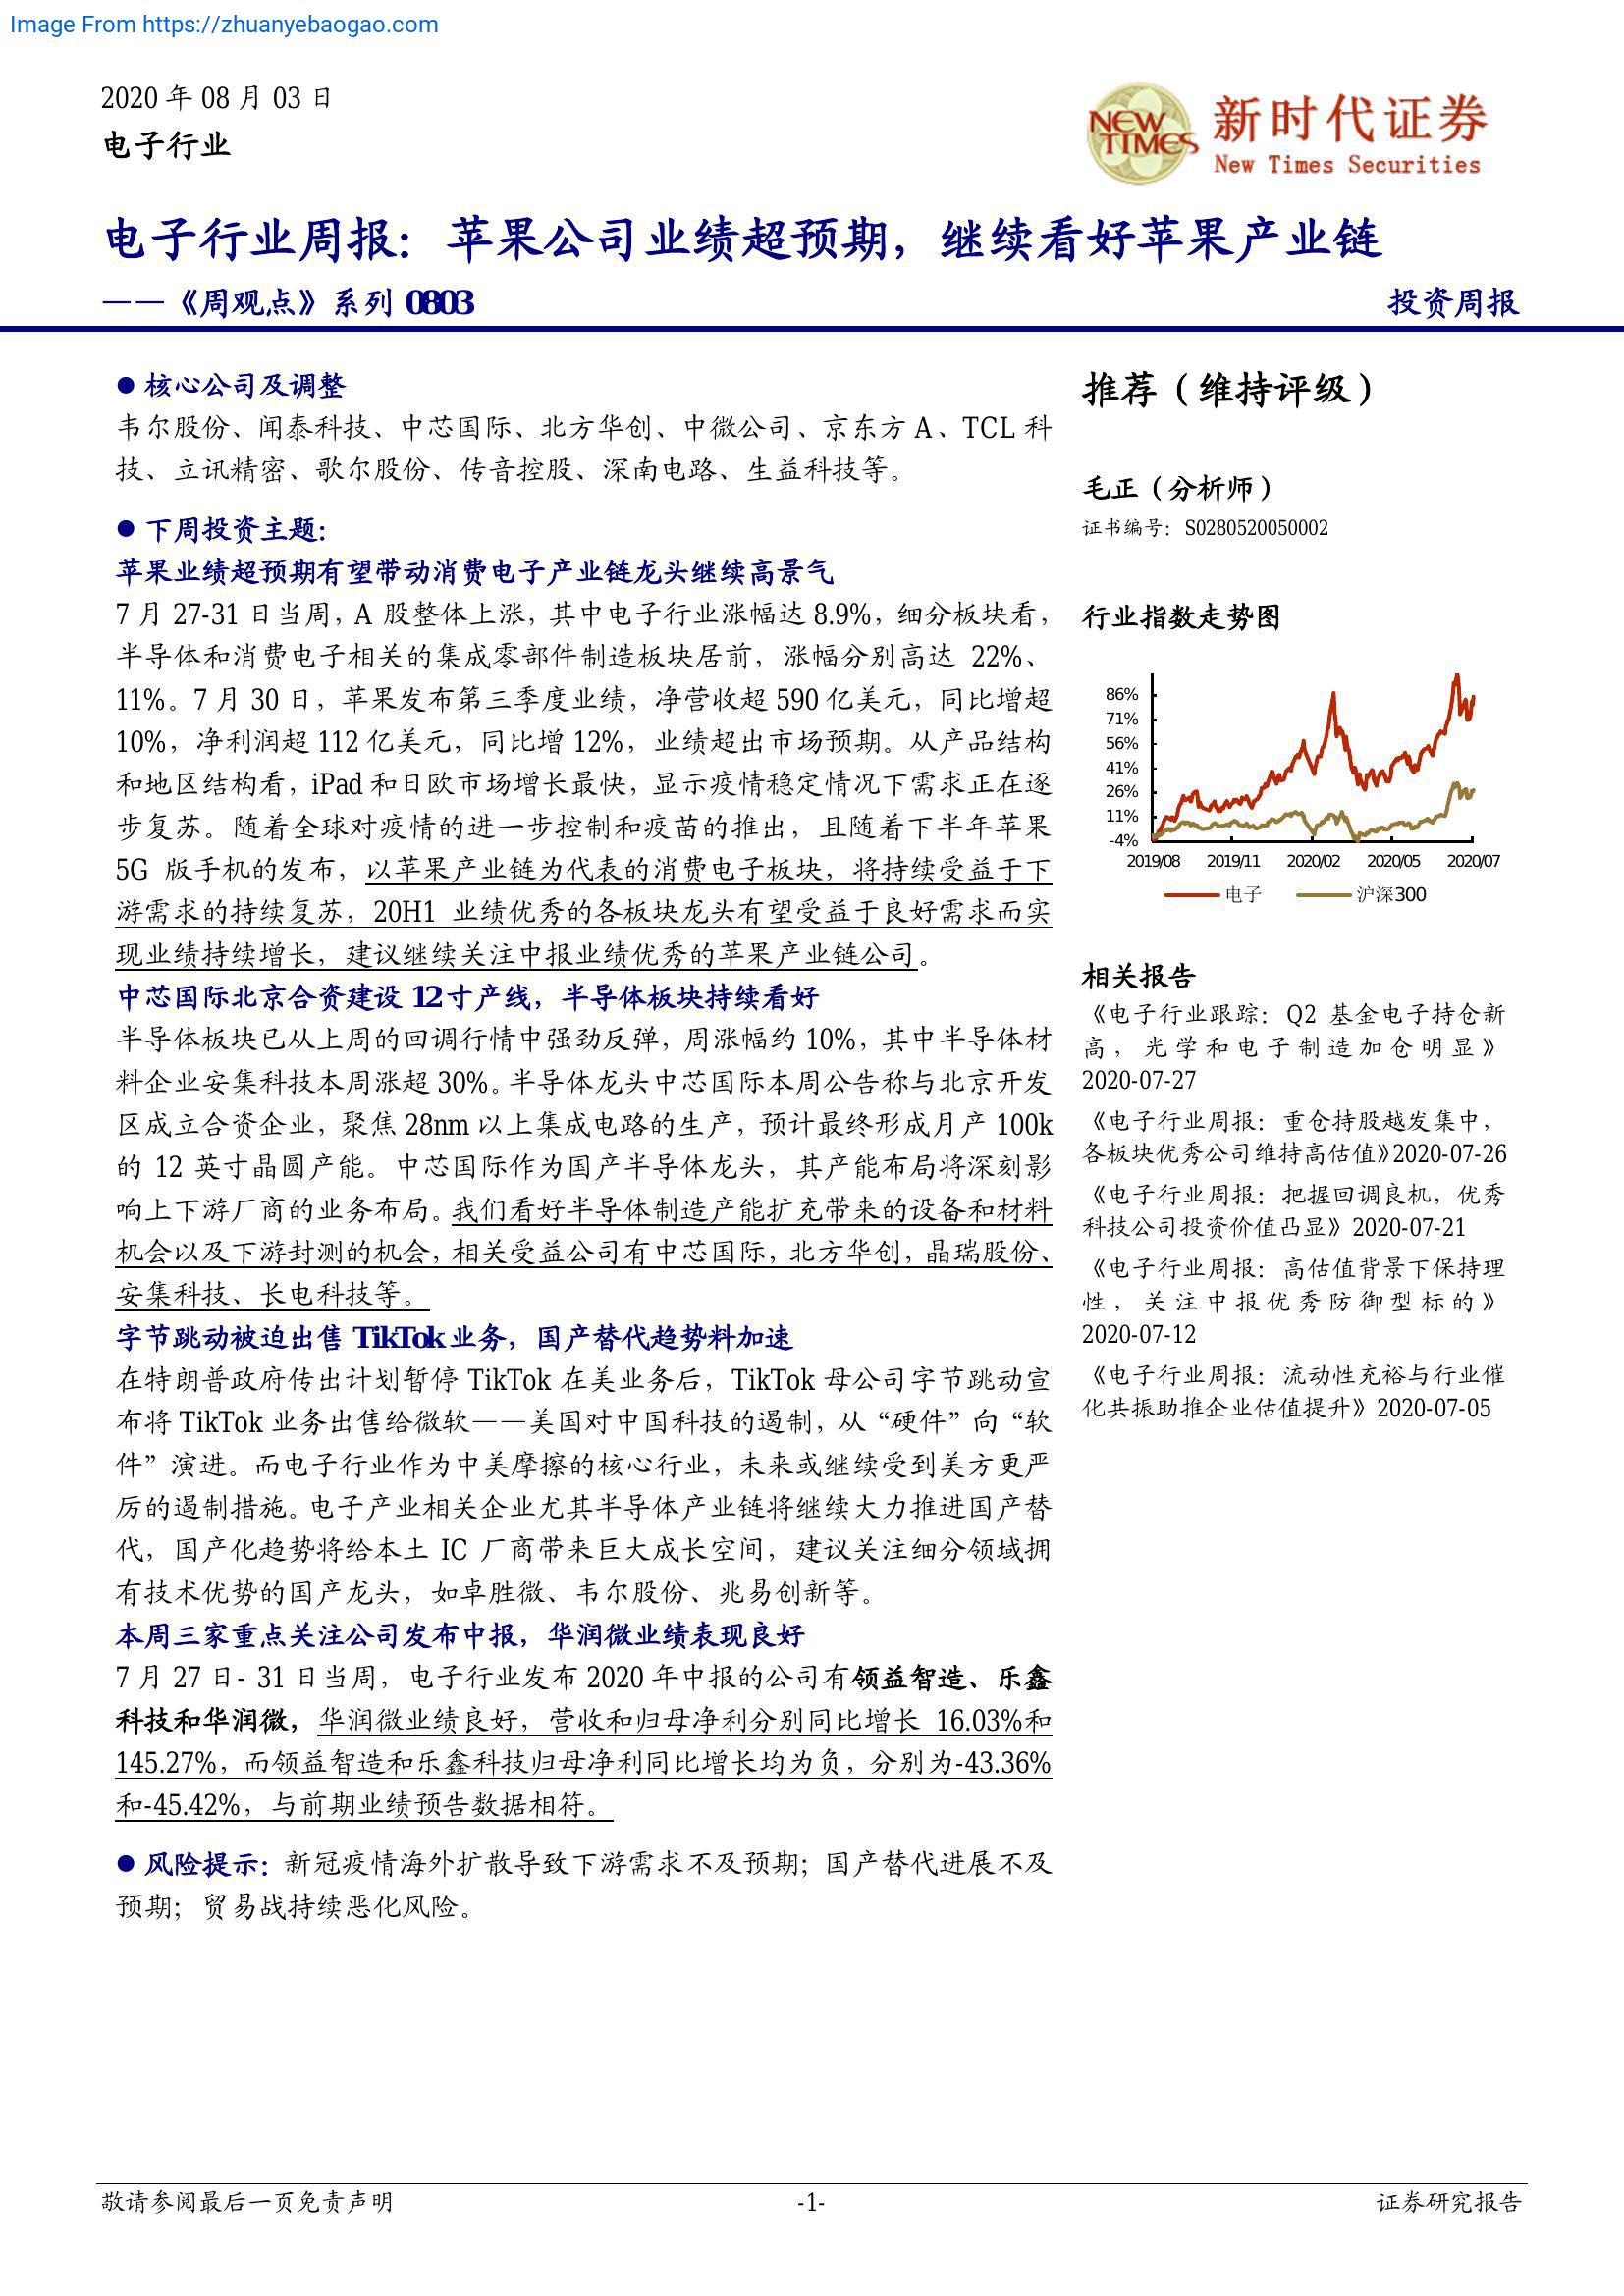 Image From https://zhuanyebaogao.com
2020 年 08 月 03 日
电子行业
NEW TIMES
新时代证券
New Times Securities
电子行业周报：苹果公司业绩超预期，继续看好苹果产业链
——《周观点》系列 0803
投资周报
● 核心公司及调整
韦尔股份、闻泰科技、中芯国际、北方华创、中微公司、京东方 A、TCL 科
技、立讯精密、歌尔股份、传音控股、深南电路、生益科技等。
● 下周投资主题：
苹果业绩超预期有望带动消费电子产业链龙头继续高景气
7 月 27-31 日当周，A 股整体上涨，其中电子行业涨幅达 8.9%，细分板块看，
半导体和消费电子相关的集成零部件制造板块居前，涨幅分别高达 22%、
11%。7 月 30 日，苹果发布第三季度业绩，净营收超 590 亿美元，同比增超
10%，净利润超 112 亿美元，同比增 12%，业绩超出市场预期。从产品结构
和地区结构看，iPad 和日欧市场增长最快，显示疫情稳定情况下需求正在逐
步复苏。随着全球对疫情的进一步控制和疫苗的推出，且随着下半年苹果
5G 版手机的发布，以苹果产业链为代表的消费电子板块，将持续受益于下
游需求的持续复苏，20H1 业绩优秀的各板块龙头有望受益于良好需求而实
现业绩持续增长，建议继续关注中报业绩优秀的苹果产业链公司。
中芯国际北京合资建设 12 寸产线，半导体板块持续看好
半导体板块已从上周的回调行情中强劲反弹，周涨幅约 10%，其中半导体材
料企业安集科技本周涨超 30%。半导体龙头中芯国际本周公告称与北京开发
区成立合资企业，聚焦 28nm 以上集成电路的生产，预计最终形成月产 100k
的 12 英寸晶圆产能。中芯国际作为国产半导体龙头，其产能布局将深刻影
响上下游厂商的业务布局。我们看好半导体制造产能扩充带来的设备和材料
机会以及下游封测的机会，相关受益公司有中芯国际，北方华创，晶瑞股份、
安集科技、长电科技等。
字节跳动被迫出售 TikTok 业务，国产替代趋势料加速
在特朗普政府传出计划暂停 TikTok 在美业务后，TikTok 母公司字节跳动宣
布将 TikTok 业务出售给微软——美国对中国科技的遏制，从“硬件”向“软
件”演进。而电子行业作为中美摩擦的核心行业，未来或继续受到美方更严
厉的遏制措施。电子产业相关企业尤其半导体产业链将继续大力推进国产替
代，国产化趋势将给本土 IC 厂商带来巨大成长空间，建议关注细分领域拥
有技术优势的国产龙头，如卓胜微、韦尔股份、兆易创新等。
本周三家重点关注公司发布中报，华润微业绩表现良好
7 月 27 日- 31 日当周，电子行业发布 2020 年中报的公司有领益智造、乐鑫
科技和华润微，华润微业绩良好，营收和归母净利分别同比增长 16.03%和
145.27%，而领益智造和乐鑫科技归母净利同比增长均为负，分别为-43.36%
和-45.42%，与前期业绩预告数据相符。
● 风险提示：新冠疫情海外扩散导致下游需求不及预期；国产替代进展不及
预期；贸易战持续恶化风险。
推荐（维持评级）
毛正（分析师）
证书编号：S0280520050002
行业指数走势图
86%
71%
56%
41%
26%
11%
-4%
2019/08 2019/11 2020/02 2020/05 2020/07
电子 沪深300
相关报告
《电子行业跟踪：Q2 基金电子持仓新
高，光学和电子制造加仓明显》
2020-07-27
《电子行业周报：重仓持股越发集中，
各板块优秀公司维持高估值》2020-07-26
《电子行业周报：把握回调良机，优秀
科技公司投资价值凸显》2020-07-21
《电子行业周报：高估值背景下保持理
性，关注中报优秀防御型标的》
2020-07-12
《电子行业周报：流动性充裕与行业催
化共振助推企业估值提升》2020-07-05
敬请参阅最后一页免责声明
-1-
证券研究报告